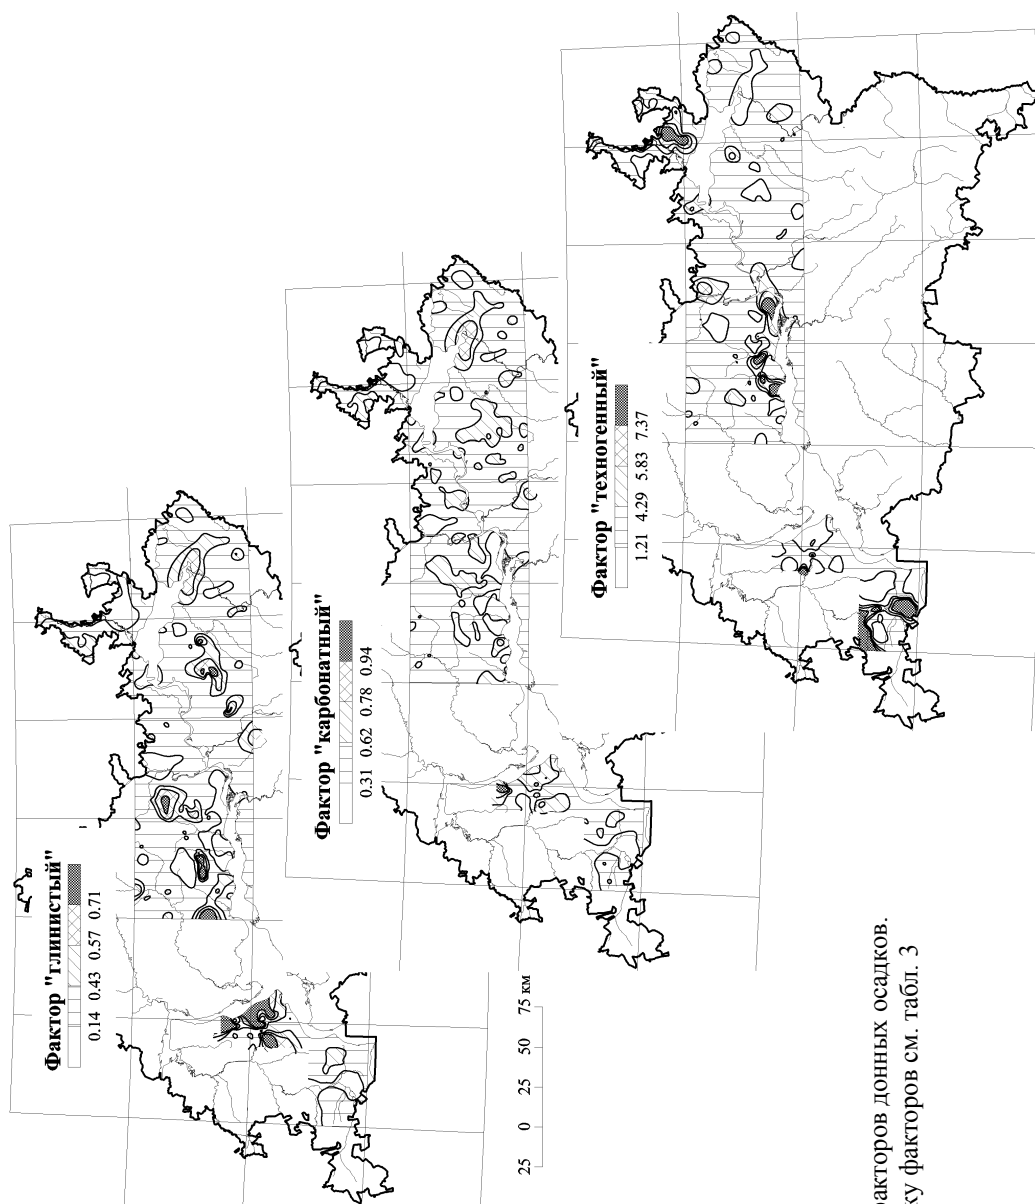 Фактор "глинистый"
0.14 0.43 0.57 0.71
Фактор "карбонатный"
0.31 0.62 0.78 0.94
Фактор "техногенный"
1.21 4.29 5.83 7.37
25 0 25 50 75 км
донных осадков.
факторов см. табл. 3